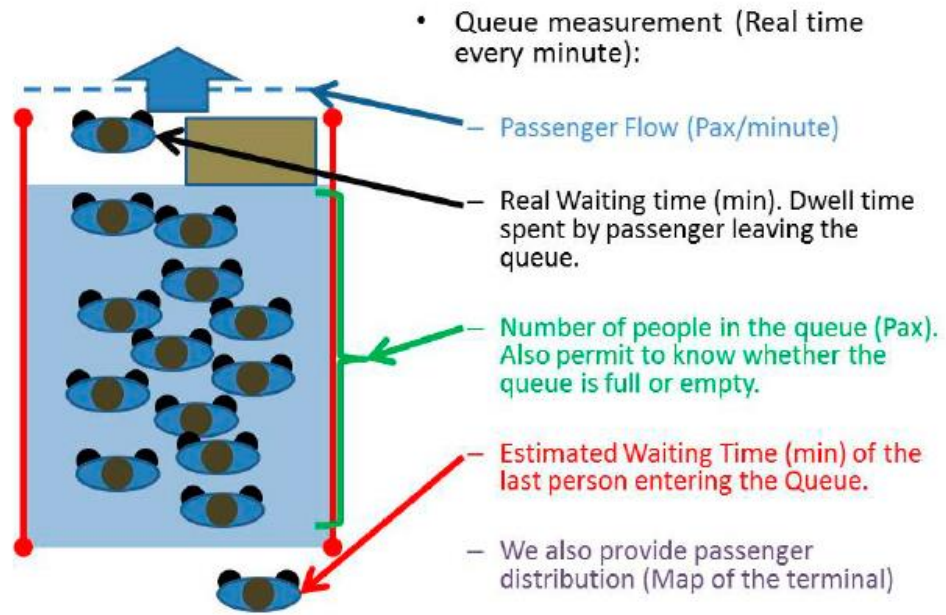 • Queue measurement (Real time
every minute):
– Passenger Flow (Pax/minute)
– Real Waiting time (min). Dwell time
spent by passenger leaving the
queue.
– Number of people in the queue (Pax).
Also permit to know whether the
queue is full or empty.
– Estimated Waiting Time (min) of the
last person entering the Queue.
– We also provide passenger
distribution (Map of the terminal)